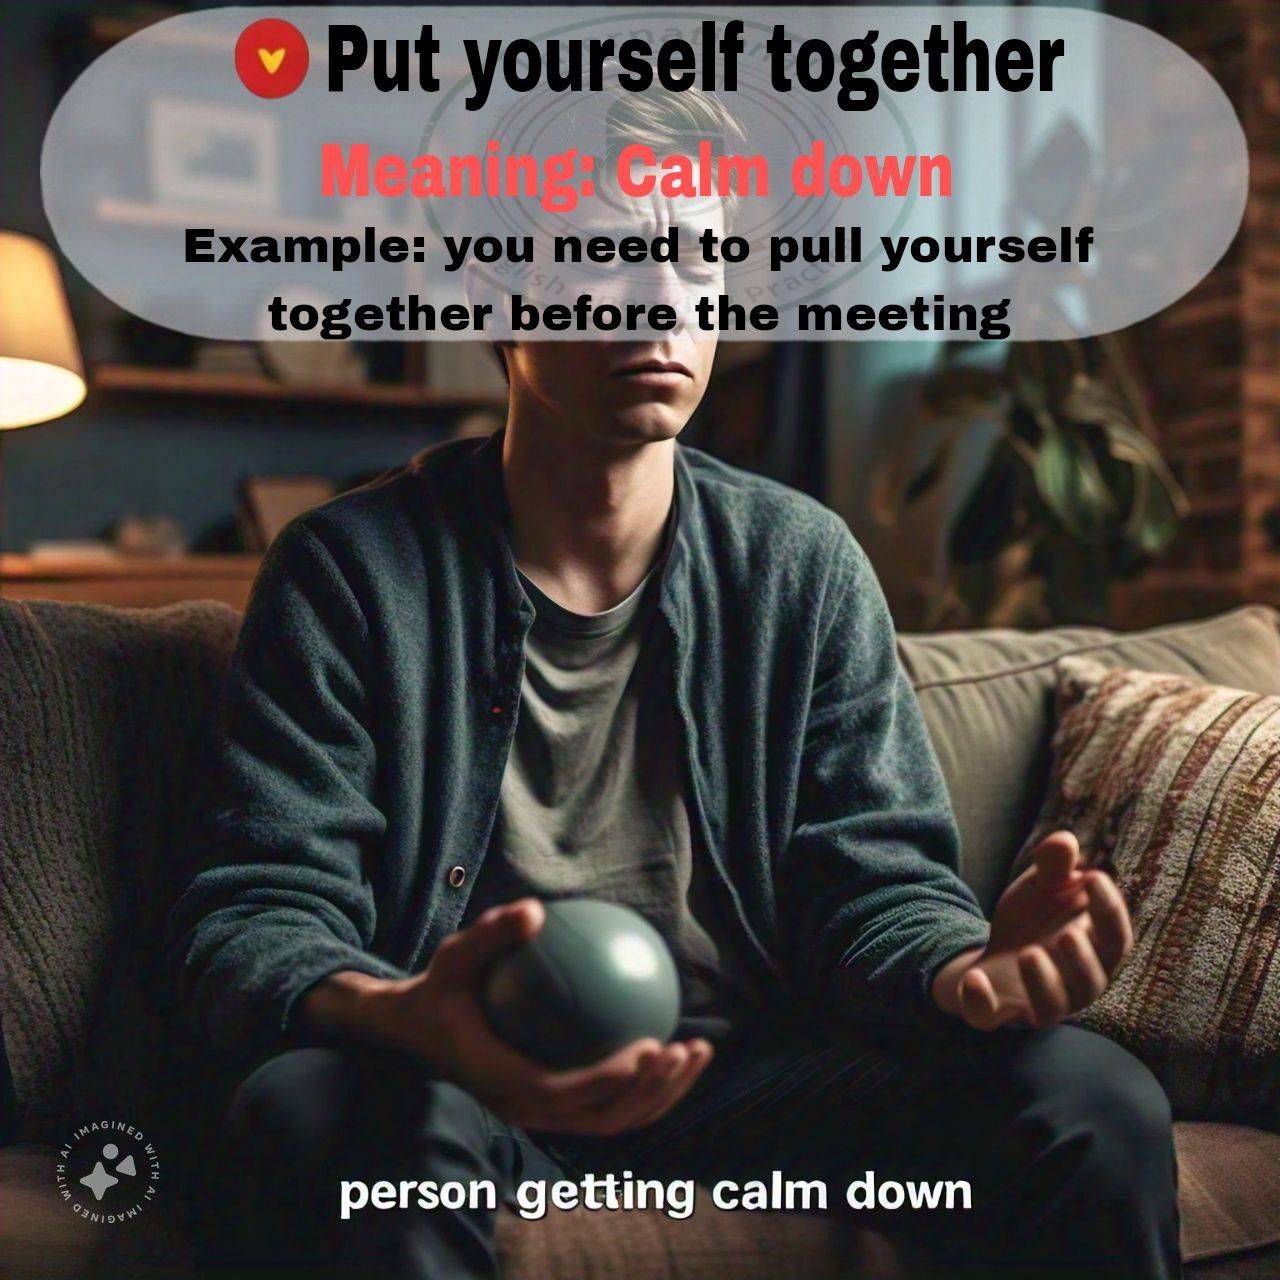 Put yourself together
Meaning: Calm down
Example: you need to pull yourself
together before the meeting
person getting calm down
IMAGINED WITH AI IMAGINED WITH AI